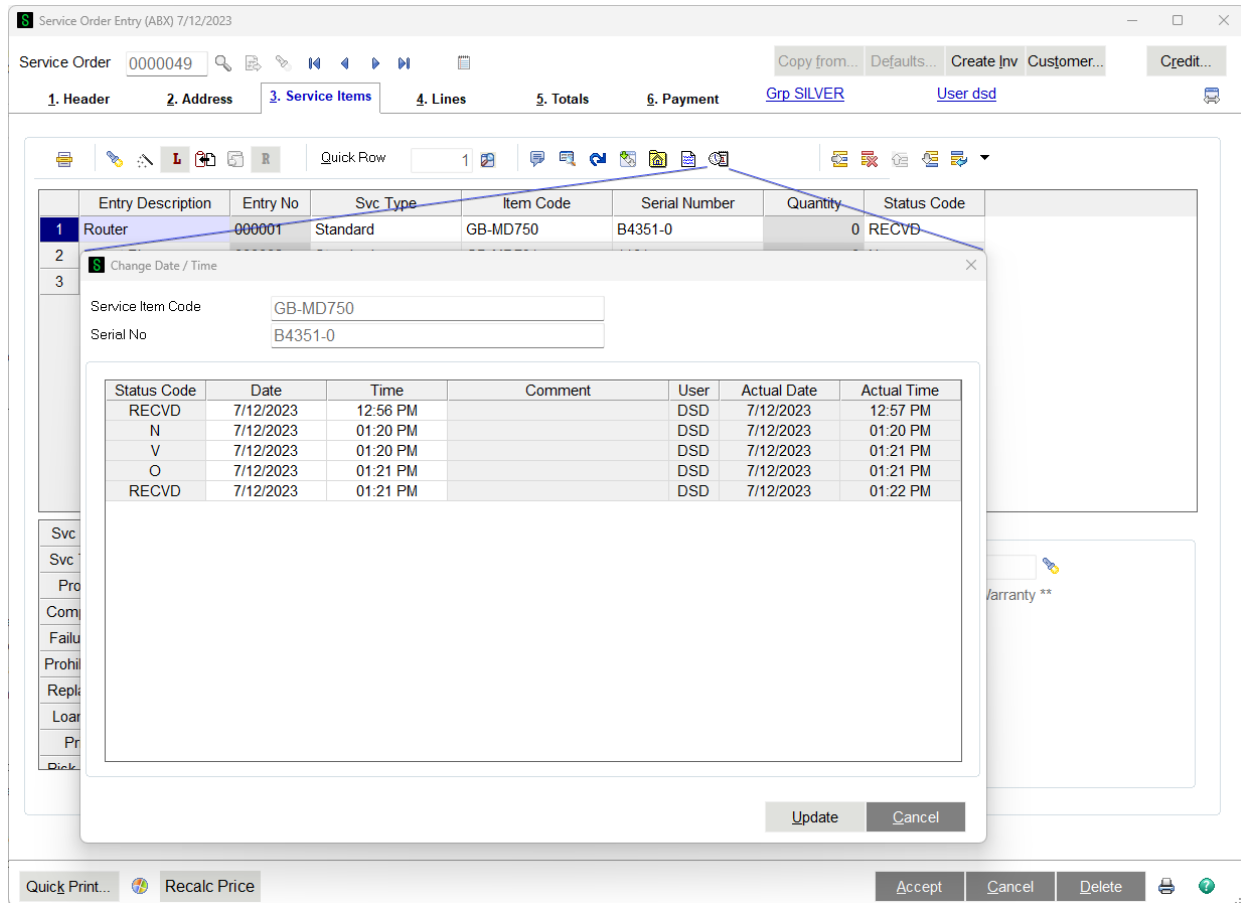 S Service Order Entry (ABX) 7/12/2023
Service Order 0000049 Copy from... Defaults... Create Inv Customer... Credit...
1. Header 2. Address 3. Service Items 4. Lines 5. Totals 6. Payment Grp SILVER User dsd
L R Quick Row 1
Entry Description Entry No Svc Type Item Code Serial Number Quantity Status Code
1 Router 000001 Standard GB-MD750 B4351-0 0 RECVD
2
3
S Change Date / Time
Service Item Code GB-MD750
Serial No B4351-0
Status Code Date Time Comment User Actual Date Actual Time
RECVD 7/12/2023 12:56 PM DSD 7/12/2023 12:57 PM
N 7/12/2023 01:20 PM DSD 7/12/2023 01:20 PM
V 7/12/2023 01:20 PM DSD 7/12/2023 01:21 PM
O 7/12/2023 01:21 PM DSD 7/12/2023 01:21 PM
RECVD 7/12/2023 01:21 PM DSD 7/12/2023 01:22 PM
Svc
Svc
Pro
Com
Failu
Prohi
Repl
Loan
Pr
Pick
Warranty **
Update Cancel
Quick Print... Recalc Price Accept Cancel Delete